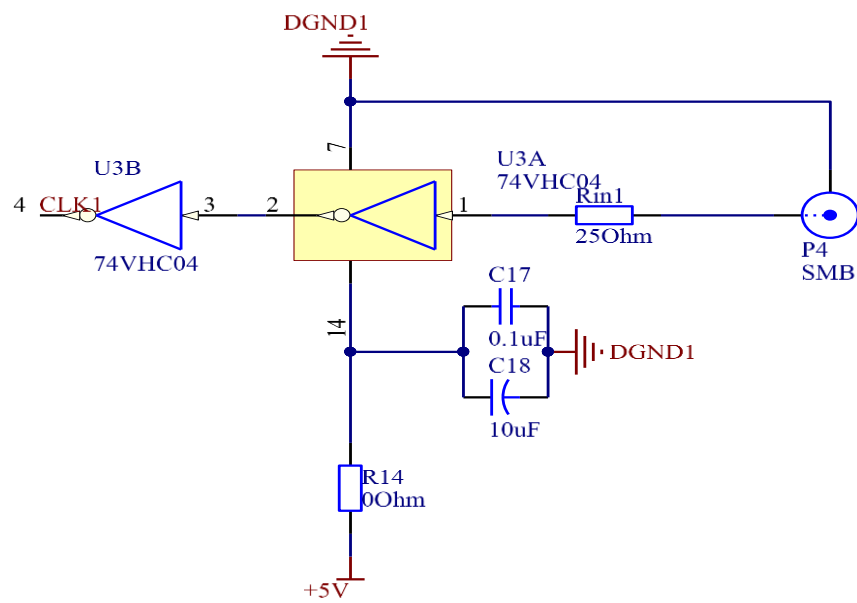 DGND1
7
U3B
U3A
74VHC04
4
CLK1
3
2
1
Rin1
25Ohm
74VHC04
P4
SMB
C17
0.1uF
14
DGND1
C18
10uF
R14
0Ohm
+5V